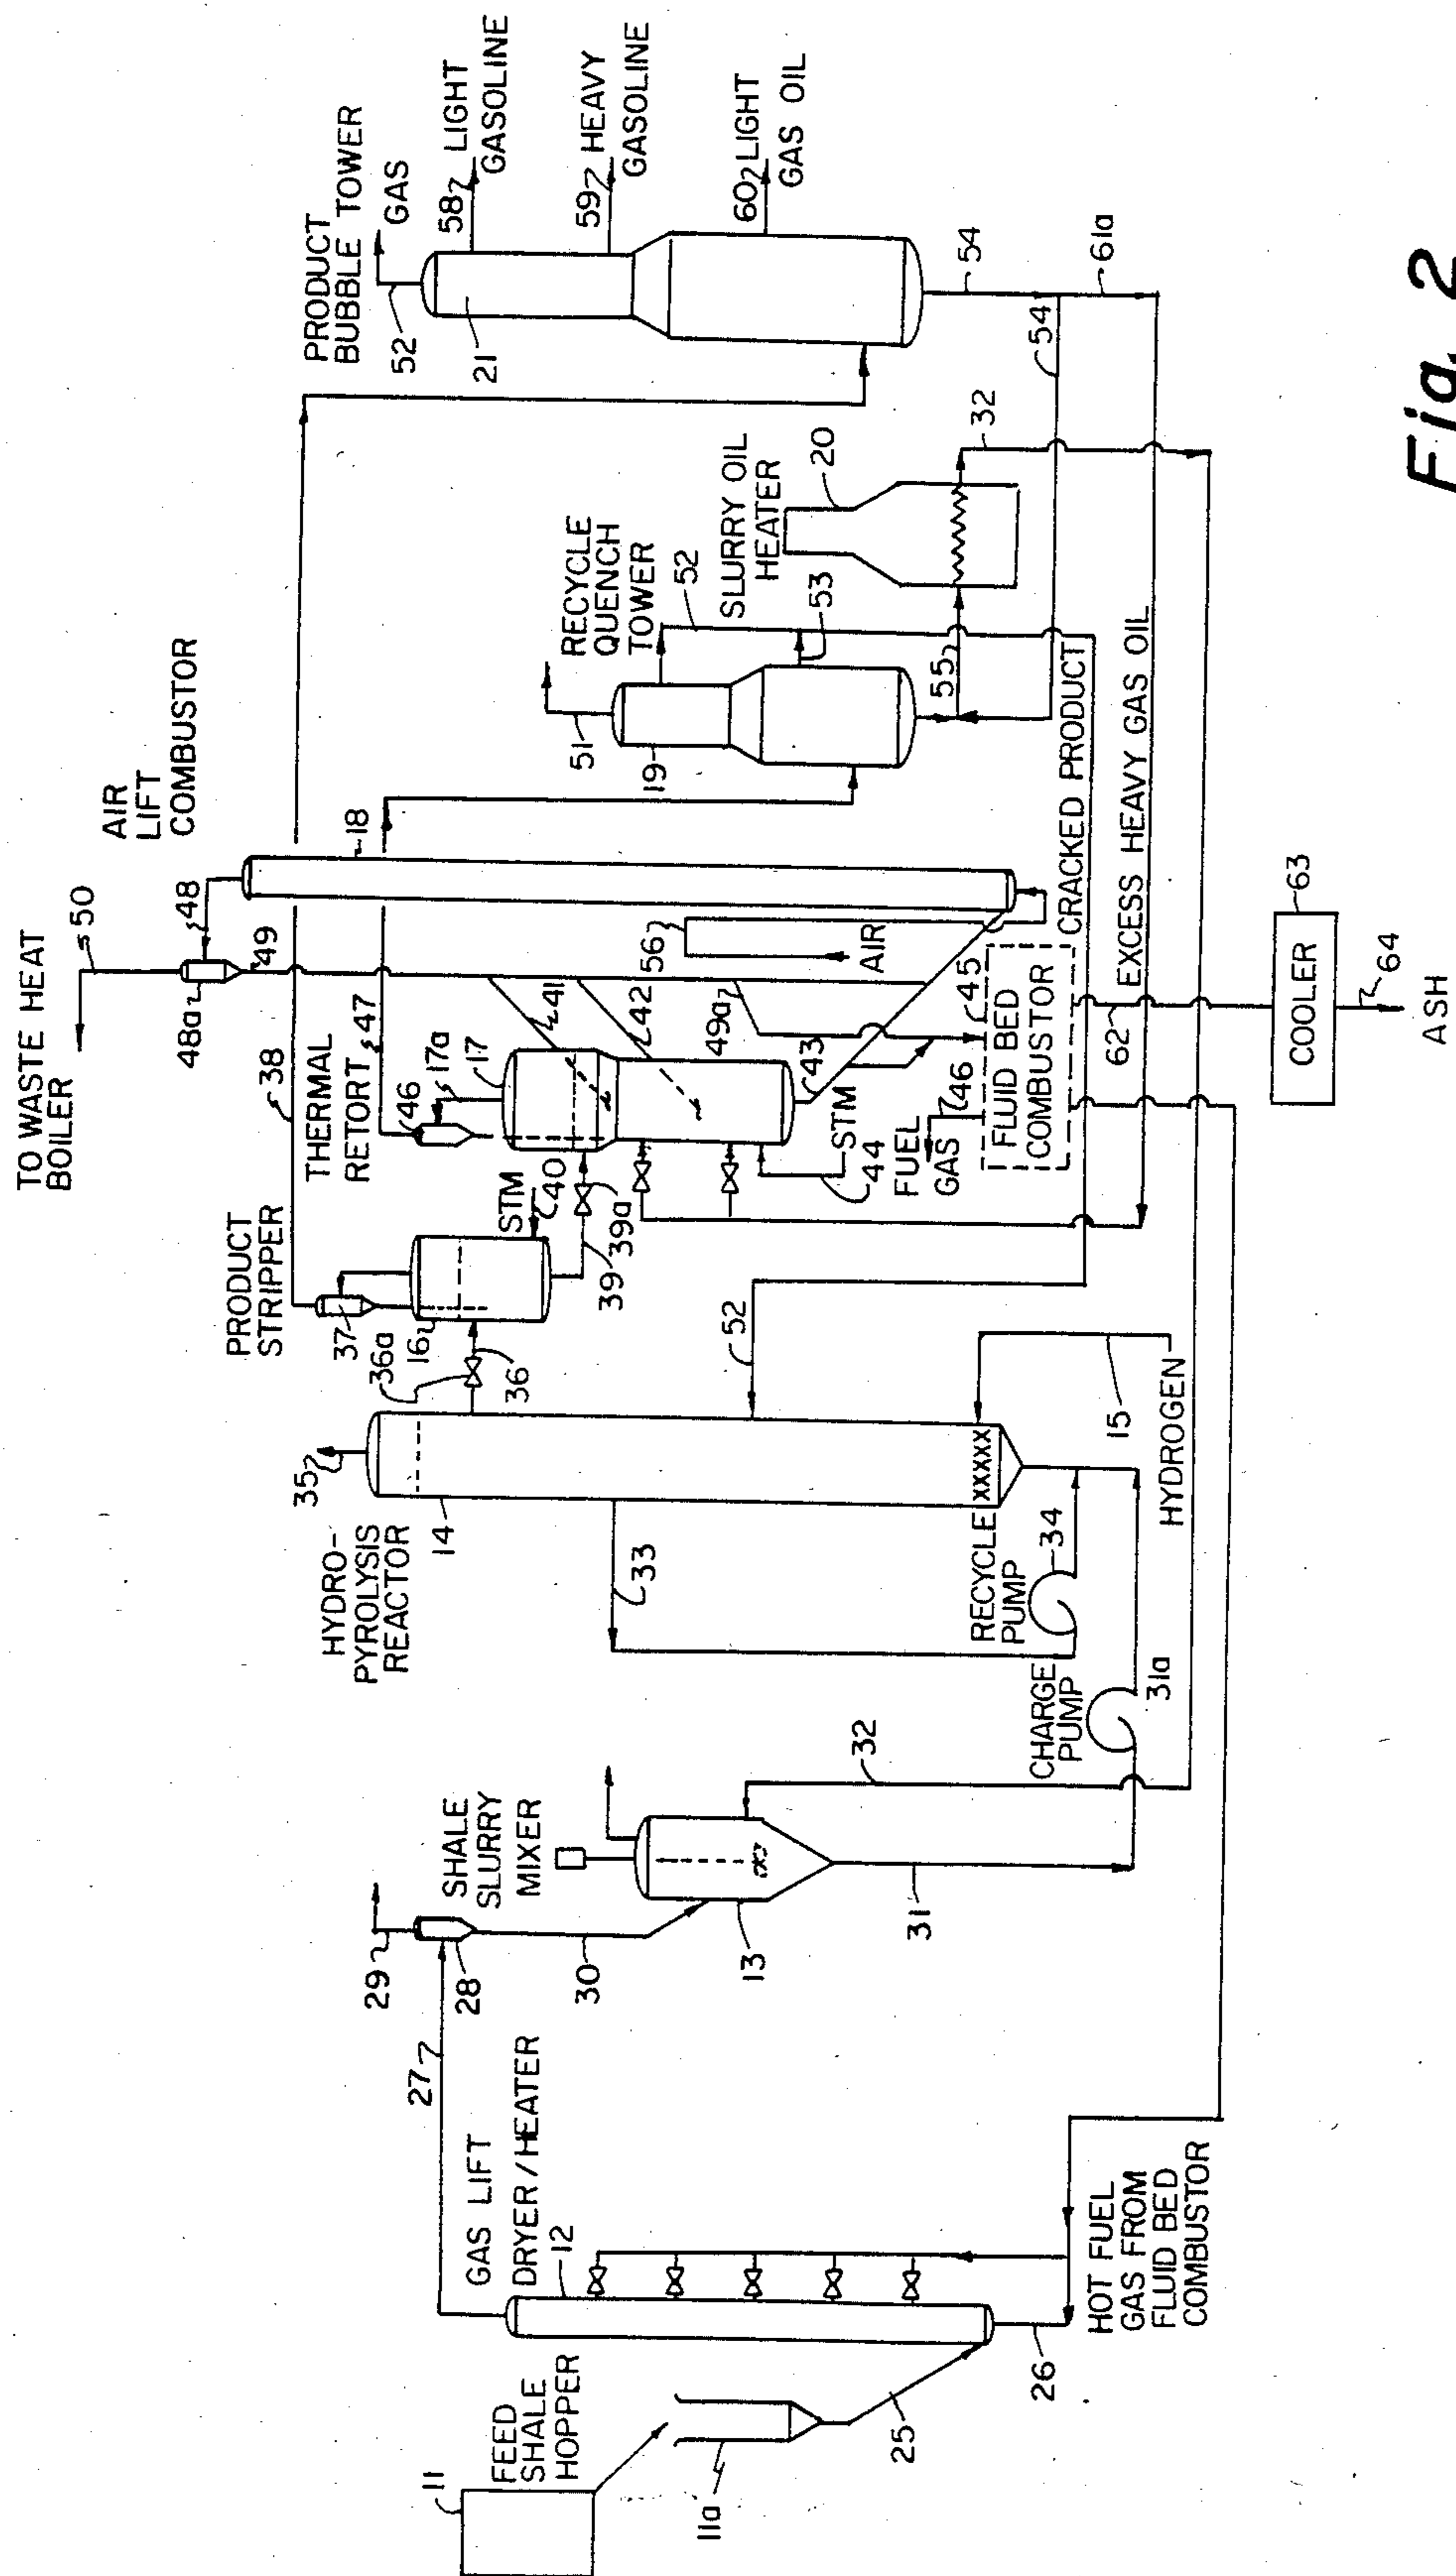 TO WASTE HEAT
BOILER
50
48a
48
49
AIR
LIFT
COMBUSTOR
18
38
THERMAL
RETORT
47
46
17a
17
41
42
49a
43
STM
44
56
AIR
45
FLUID BED
COMBUSTOR
46
FUEL
GAS
62
COOLER
63
64
ASH
PRODUCT
STRIPPER
37
36a
16
36
STM
40
39
39a
RECYCLE
QUENCH
TOWER
51
19
52
53
SLURRY OIL
HEATER
20
55
32
54
CRACKED PRODUCT
EXCESS HEAVY GAS OIL
PRODUCT
BUBBLE TOWER
52
GAS
21
58
LIGHT
GASOLINE
59
HEAVY
GASOLINE
60
LIGHT
GAS OIL
54
61a
HYDRO-
PYROLYSIS
REACTOR
35
14
33
52
XXXXX
RECYCLE
PUMP
34
15
HYDROGEN
CHARGE
PUMP
31a
SHALE
SLURRY
MIXER
29
28
27
30
13
31
32
GAS LIFT
DRYER/HEATER
12
FEED
SHALE
HOPPER
11
11a
25
26
HOT FUEL
GAS FROM
FLUID BED
COMBUSTOR
Fig. 2